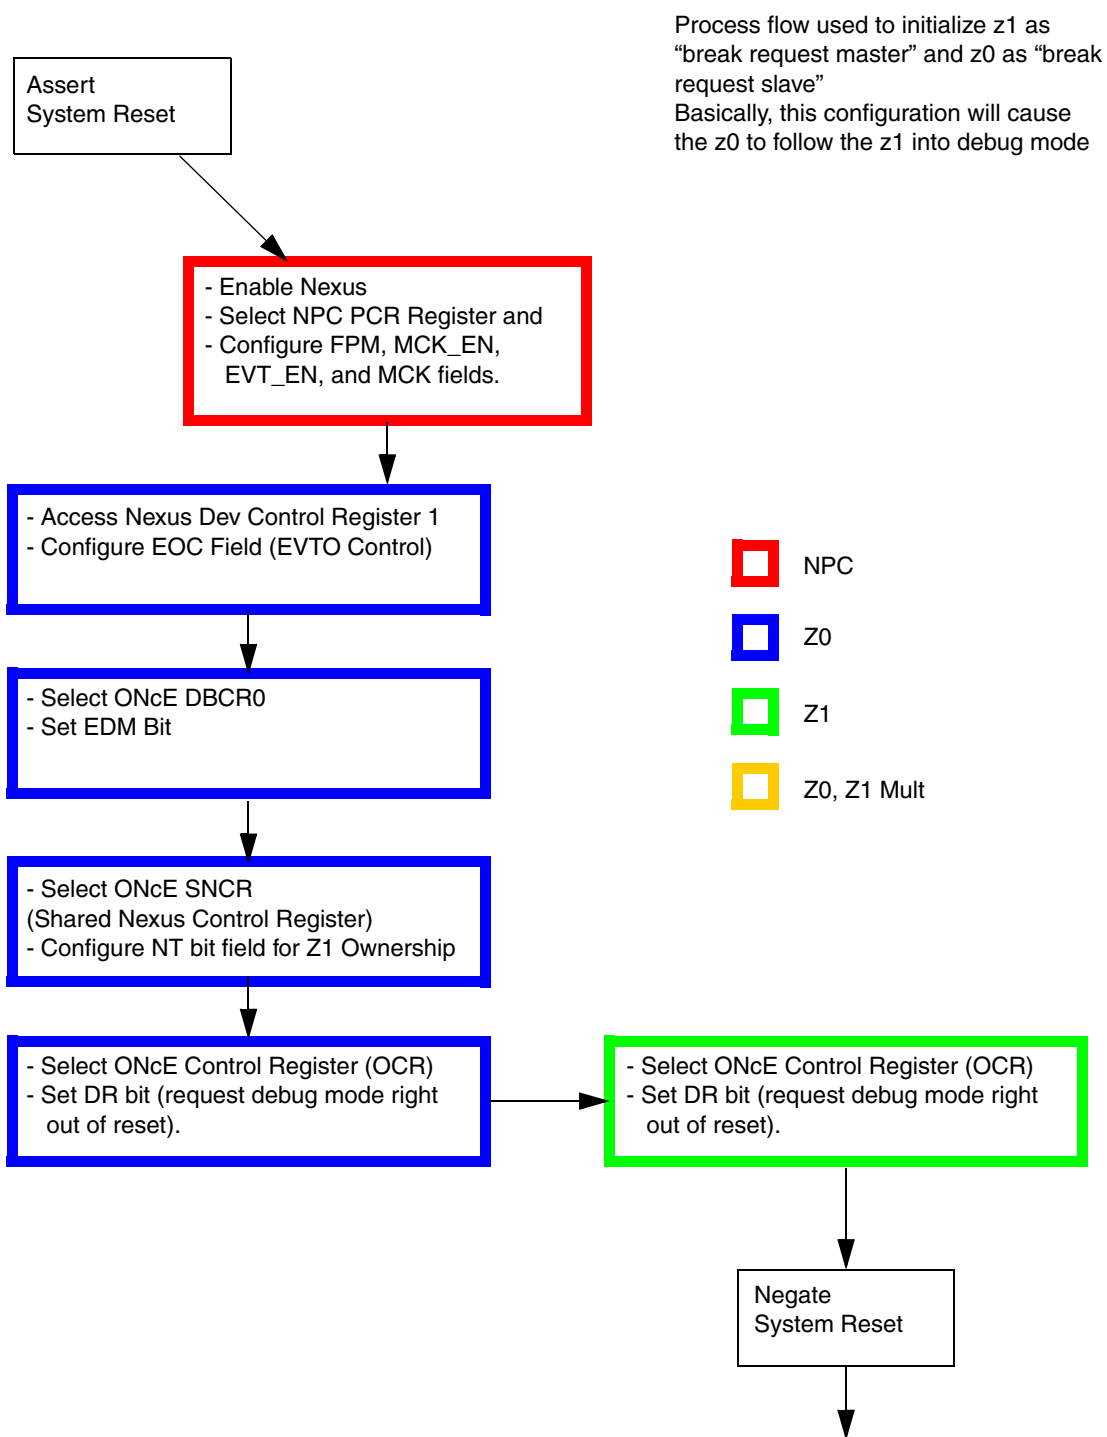 Process flow used to initialize z1 as
“break request master” and z0 as “break
request slave”
Basically, this configuration will cause
the z0 to follow the z1 into debug mode
Assert
System Reset
- Enable Nexus
- Select NPC PCR Register and
- Configure FPM, MCK_EN,
EVT_EN, and MCK fields.
- Access Nexus Dev Control Register 1
- Configure EOC Field (EVTO Control)
NPC
Z0
- Select ONcE DBCR0
- Set EDM Bit
Z1
Z0, Z1 Mult
- Select ONcE SNCR
(Shared Nexus Control Register)
- Configure NT bit field for Z1 Ownership
- Select ONcE Control Register (OCR)
- Set DR bit (request debug mode right
out of reset).
- Select ONcE Control Register (OCR)
- Set DR bit (request debug mode right
out of reset).
Negate
System Reset